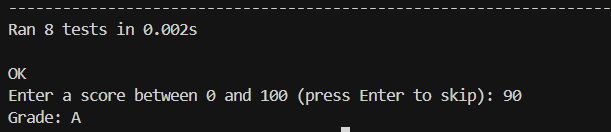 ----------------------------------------------------------------------
Ran 8 tests in 0.002s
OK
Enter a score between 0 and 100 (press Enter to skip): 90
Grade: A